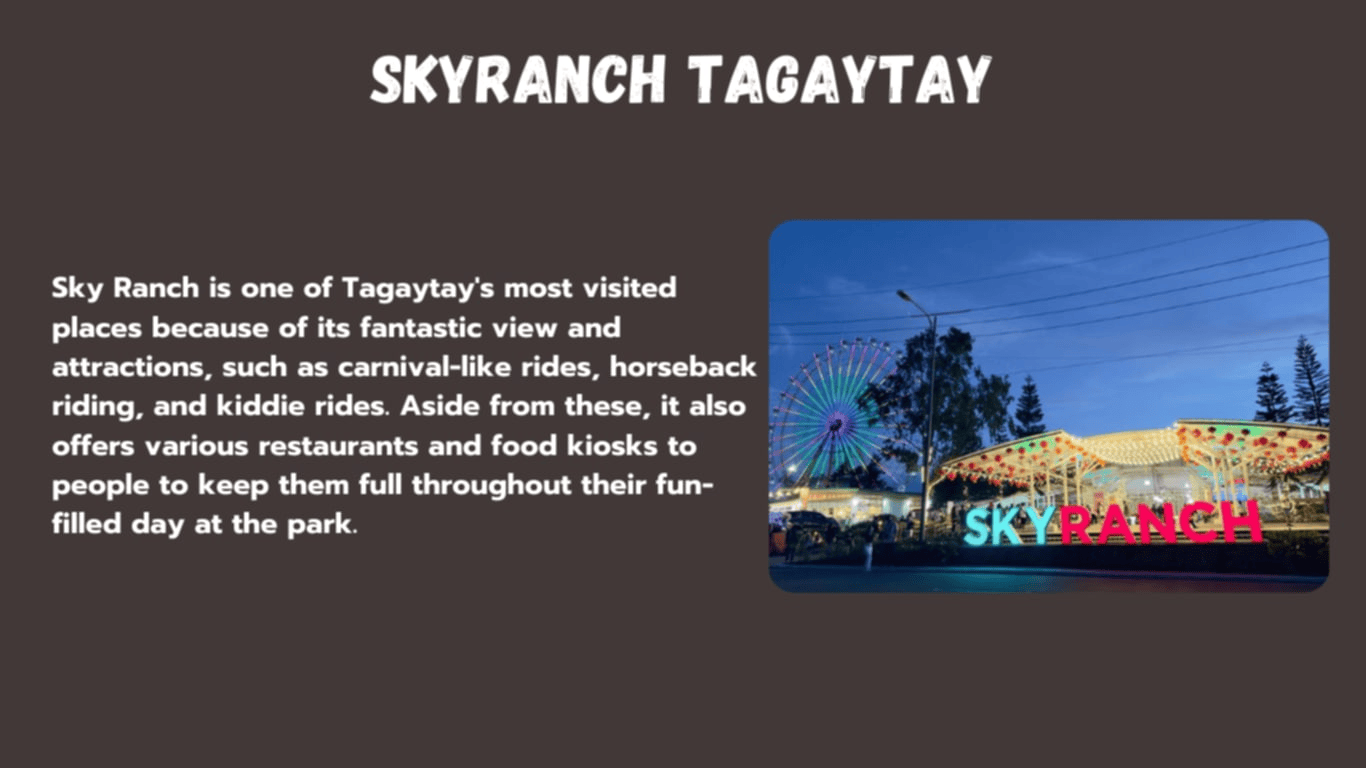 SKYRANCH TAGAYTAY
Sky Ranch is one of Tagaytay's most visited
places because of its fantastic view and
attractions, such as carnival-like rides, horseback
riding, and kiddie rides. Aside from these, it also
offers various restaurants and food kiosks to
people to keep them full throughout their fun-
filled day at the park.
SKYRANCH